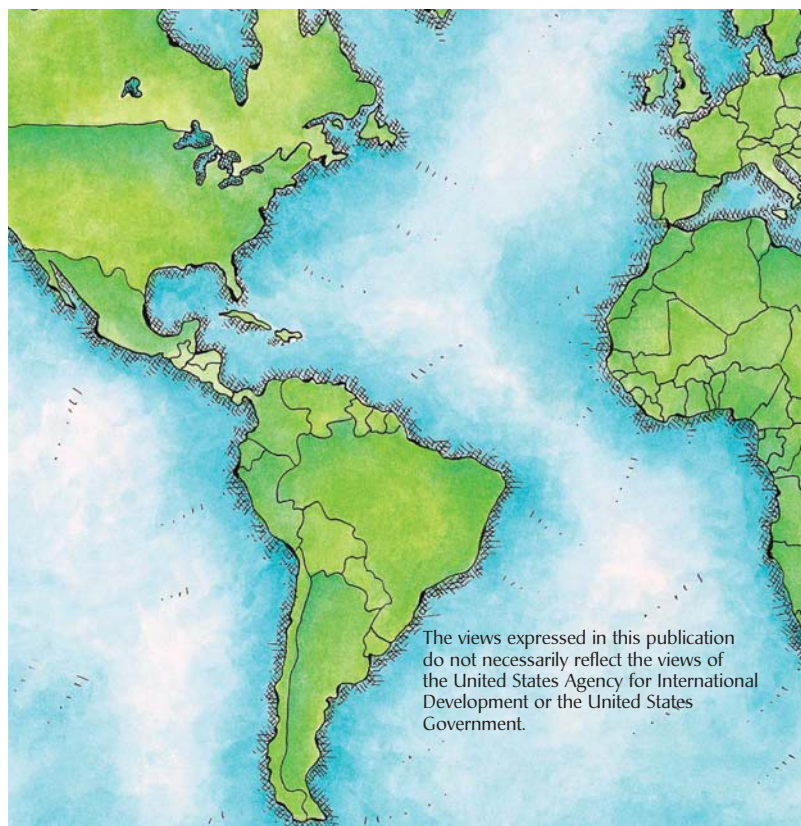 The views expressed in this publication
do not necessarily reflect the views of
the United States Agency for International
Development or the United States
Government.